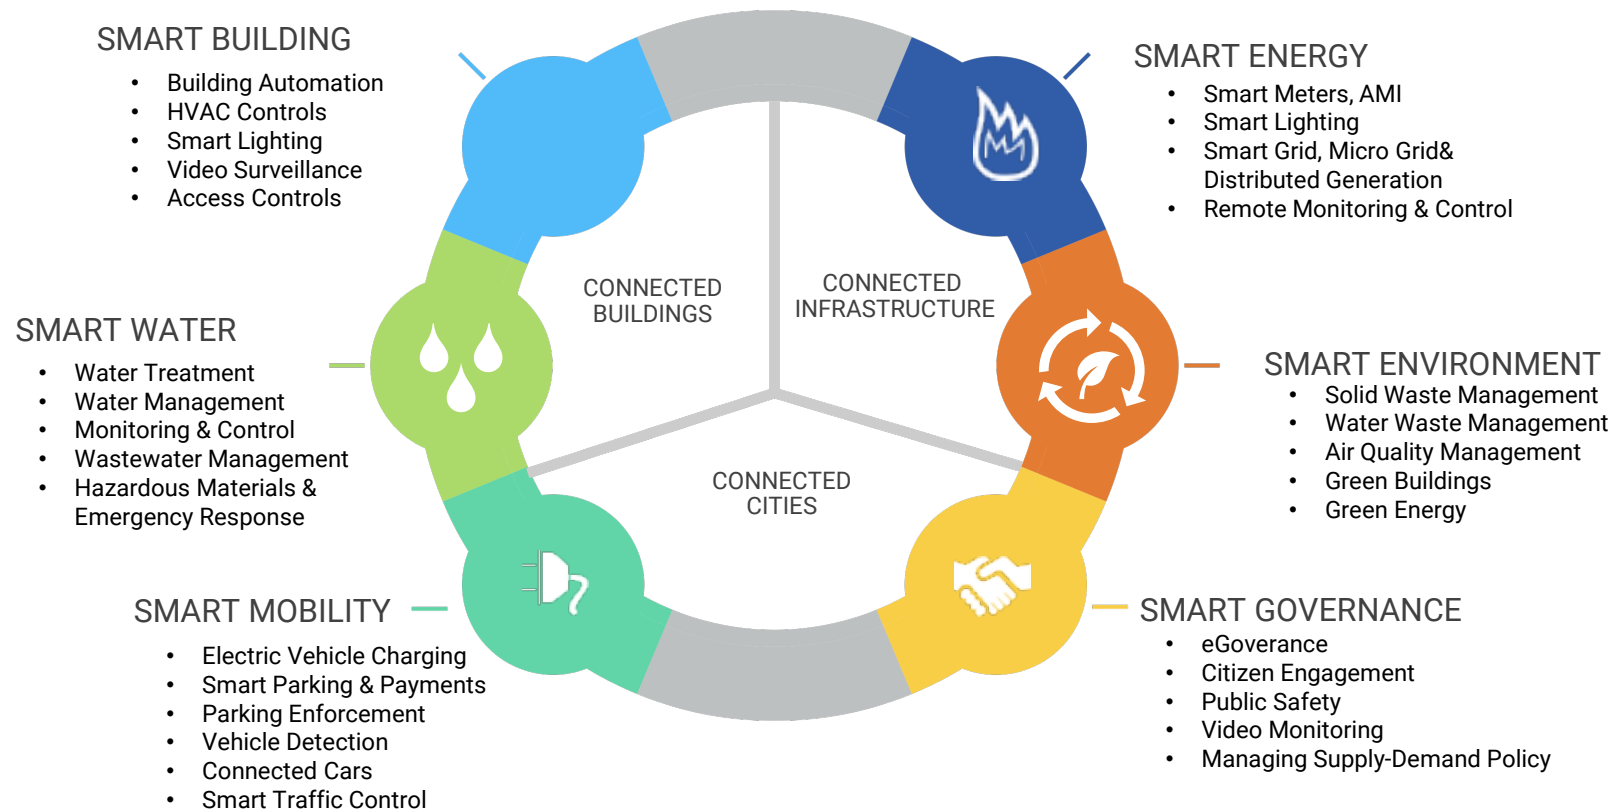 SMART BUILDING
• Building Automation
• HVAC Controls
• Smart Lighting
• Video Surveillance
• Access Controls
SMART ENERGY
• Smart Meters, AMI
• Smart Lighting
• Smart Grid, Micro Grid&
Distributed Generation
• Remote Monitoring & Control
CONNECTED
BUILDINGS
CONNECTED
INFRASTRUCTURE
SMART WATER
• Water Treatment
• Water Management
• Monitoring & Control
• Wastewater Management
• Hazardous Materials &
Emergency Response
SMART ENVIRONMENT
• Solid Waste Management
• Water Waste Management
• Air Quality Management
• Green Buildings
• Green Energy
CONNECTED
CITIES
SMART MOBILITY
• Electric Vehicle Charging
• Smart Parking & Payments
• Parking Enforcement
• Vehicle Detection
• Connected Cars
• Smart Traffic Control
SMART GOVERNANCE
• eGoverance
• Citizen Engagement
• Public Safety
• Video Monitoring
• Managing Supply-Demand Policy